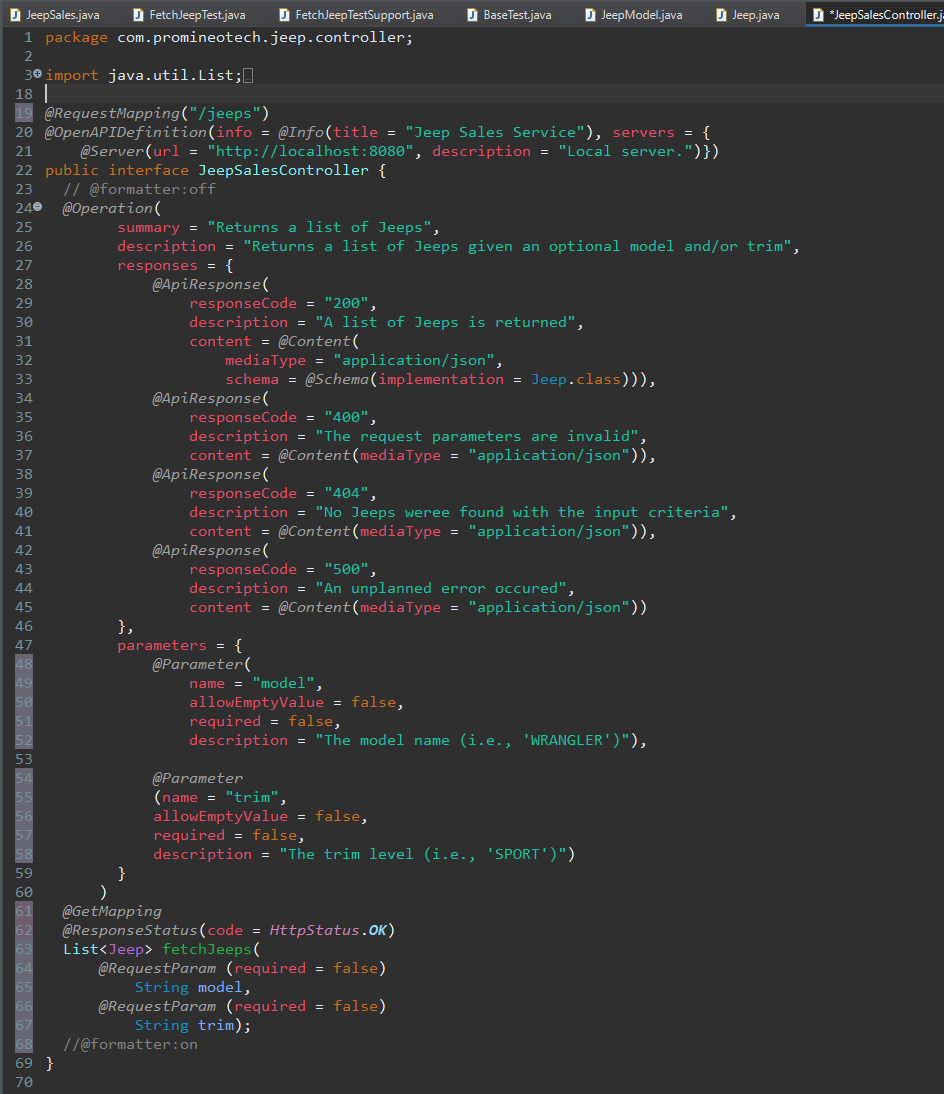 JeepSales.java FetchJeepTest.java FetchJeepTestSupport.java BaseTest.java JeepModel.java Jeep.java *JeepSalesController.ja
1 package com.promineotech.jeep.controller;
2
3 import java.util.List;
18
19 @RequestMapping("/jeeps")
20 @OpenAPIDefinition(info = @Info(title = "Jeep Sales Service"), servers = {
21     @Server(url = "http://localhost:8080", description = "Local server.")})
22 public interface JeepSalesController {
23   // @formatter:off
24   @Operation(
25         summary = "Returns a list of Jeeps",
26         description = "Returns a list of Jeeps given an optional model and/or trim",
27         responses = {
28             @ApiResponse(
29                 responseCode = "200",
30                 description = "A list of Jeeps is returned",
31                 content = @Content(
32                     mediaType = "application/json",
33                     schema = @Schema(implementation = Jeep.class))),
34             @ApiResponse(
35                 responseCode = "400",
36                 description = "The request parameters are invalid",
37                 content = @Content(mediaType = "application/json")),
38             @ApiResponse(
39                 responseCode = "404",
40                 description = "No Jeeps weree found with the input criteria",
41                 content = @Content(mediaType = "application/json")),
42             @ApiResponse(
43                 responseCode = "500",
44                 description = "An unplanned error occured",
45                 content = @Content(mediaType = "application/json"))
46         },
47         parameters = {
48             @Parameter(
49                 name = "model",
50                 allowEmptyValue = false,
51                 required = false,
52                 description = "The model name (i.e., 'WRANGLER')"),
53
54             @Parameter
55             (name = "trim",
56             allowEmptyValue = false,
57             required = false,
58             description = "The trim level (i.e., 'SPORT')")
59         }
60       )
61   @GetMapping
62   @ResponseStatus(code = HttpStatus.OK)
63   List<Jeep> fetchJeeps(
64       @RequestParam (required = false)
65           String model,
66       @RequestParam (required = false)
67           String trim);
68   //@formatter:on
69 }
70